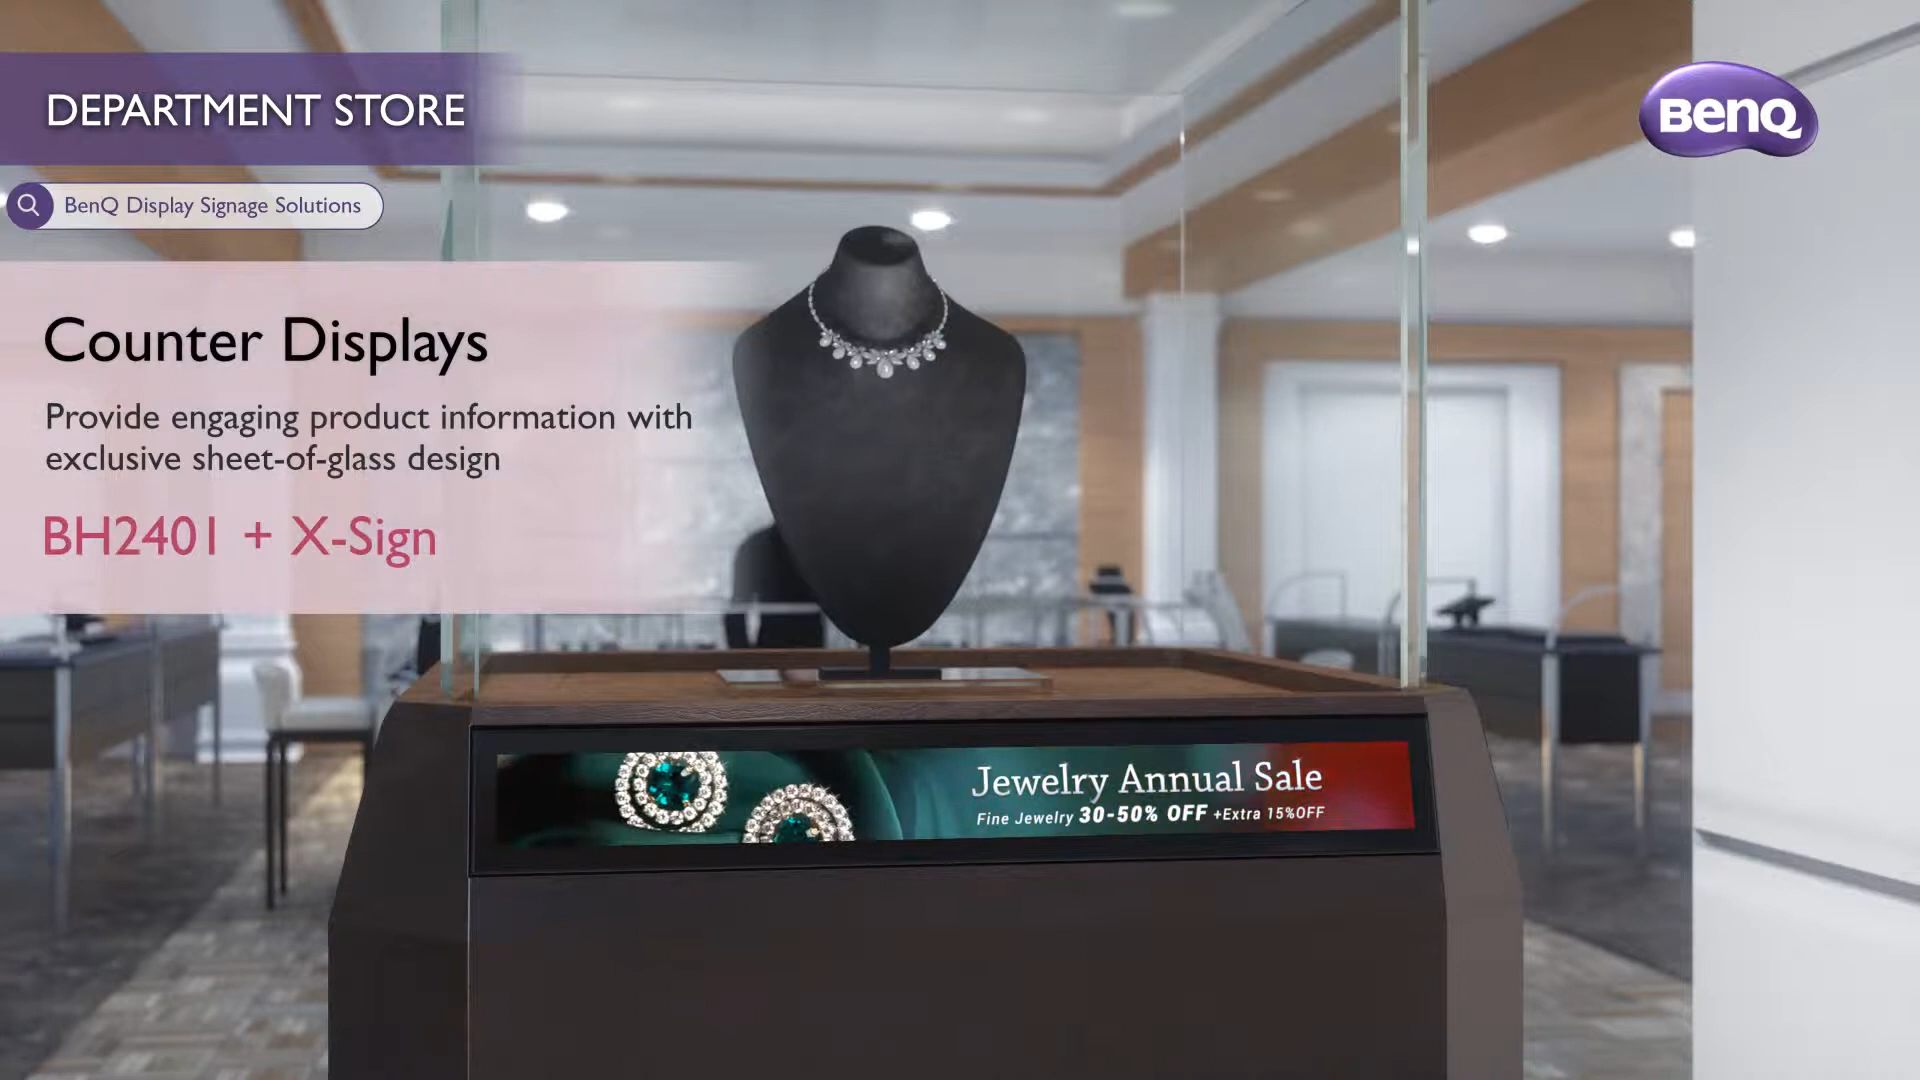 DEPARTMENT STORE
BenQ
BenQ Display Signage Solutions
Counter Displays
Provide engaging product information with
exclusive sheet-of-glass design
BH2401 + X-Sign
Jewelry Annual Sale
Fine Jewelry 30-50% OFF +Extra 15%OFF